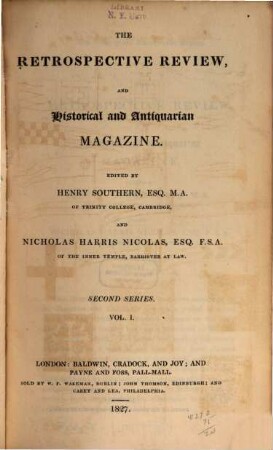 LIBRARY
THE
RETROSPECTIVE REVIEW,
AND
Historical and Antiquarian
MAGAZINE.
EDITED BY
HENRY SOUTHERN, ESQ. M.A.
OF TRINITY COLLEGE, CAMBRIDGE,
AND
NICHOLAS HARRIS NICOLAS, ESQ. F.S.A.
OF THE INNER TEMPLE, BARRISTER AT LAW.
SECOND SERIES.
VOL. I.
LONDON: BALDWIN, CRADOCK, AND JOY; AND
PAYNE AND FOSS, PALL-MALL.
SOLD BY W. F. WAKEMAN, DUBLIN; JOHN THOMSON, EDINBURGH; AND
CAREY AND LEA, PHILADELPHIA.
1827.